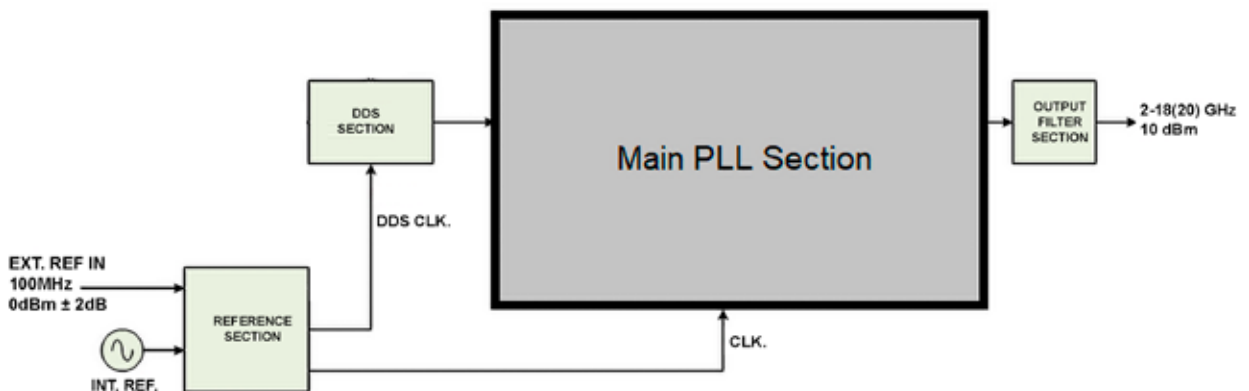 DDS
SECTION
Main PLL Section
OUTPUT
FILTER
SECTION
2-18(20) GHz
10 dBm
DDS CLK.
EXT. REF IN
100MHz
0dBm ± 2dB
REFERENCE
SECTION
CLK.
INT. REF.